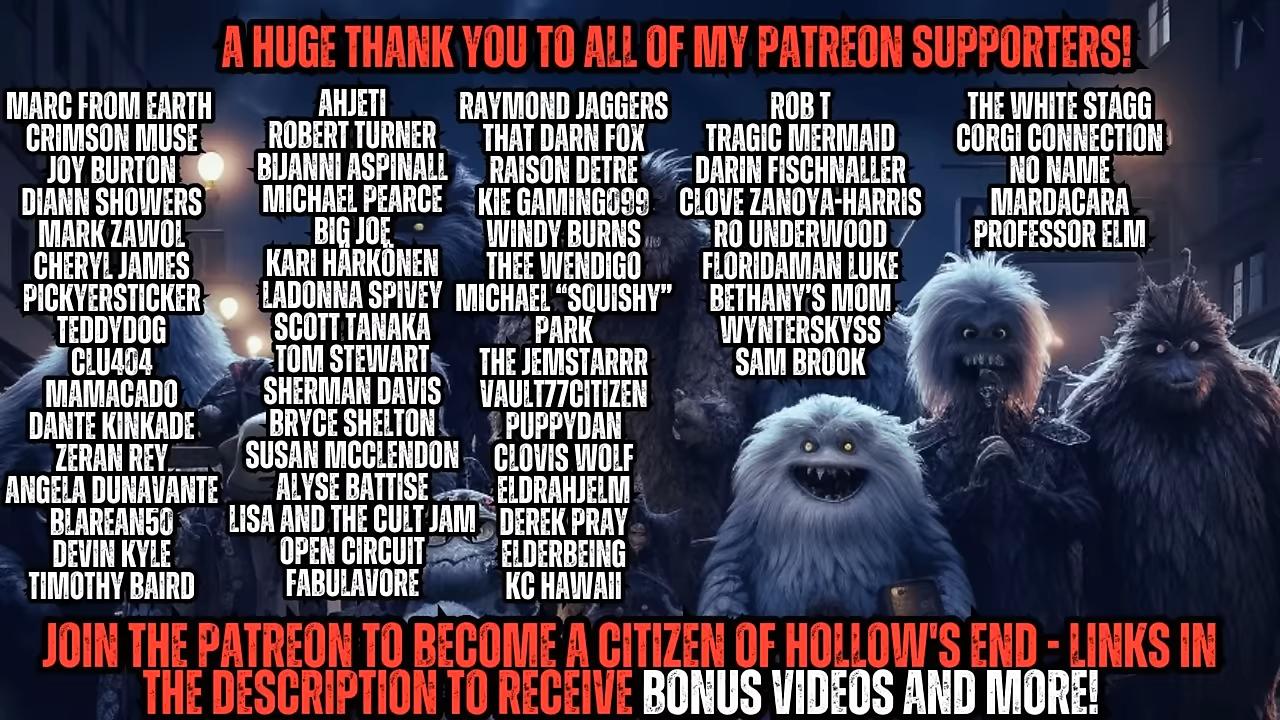 A HUGE THANK YOU TO ALL OF MY PATREON SUPPORTERS!
MARC FROM EARTH
CRIMSON MUSE
JOY BURTON
DIANN SHOWERS
MARK ZAWOL
CHERYL JAMES
PICKYERSTICKER
TEDDYDOG
CLU404
MAMACADO
DANTE KINKADE
ZERAN REY
ANGELA DUNAVANTE
BLAREAN50
DEVIN KYLE
TIMOTHY BAIRD
AHJETI
ROBERT TURNER
BIJANNI ASPINALL
MICHAEL PEARCE
BIG JOE
KARI HÄRKÖNEN
LADONNA SPIVEY
SCOTT TANAKA
TOM STEWART
SHERMAN DAVIS
BRYCE SHELTON
SUSAN MCCLENDON
ALYSE BATTISE
LISA AND THE CULT JAM
OPEN CIRCUIT
FABULAVORE
RAYMOND JAGGERS
THAT DARN FOX
RAISON DETRE
KIE GAMING099
WINDY BURNS
THEE WENDIGO
MICHAEL “SQUISHY”
PARK
THE JEMSTARRR
VAULT77CITIZEN
PUPPYDAN
CLOVIS WOLF
ELDRAHJELM
DEREK PRAY
ELDERBEING
KC HAWAII
ROB T
TRAGIC MERMAID
DARIN FISCHNALLER
CLOVE ZANOYA-HARRIS
RO UNDERWOOD
FLORIDAMAN LUKE
BETHANY’S MOM
WYNTERSKYSS
SAM BROOK
THE WHITE STAGG
CORGI CONNECTION
NO NAME
MARDACARA
PROFESSOR ELM
JOIN THE PATREON TO BECOME A CITIZEN OF HOLLOW'S END - LINKS IN
THE DESCRIPTION TO RECEIVE BONUS VIDEOS AND MORE!